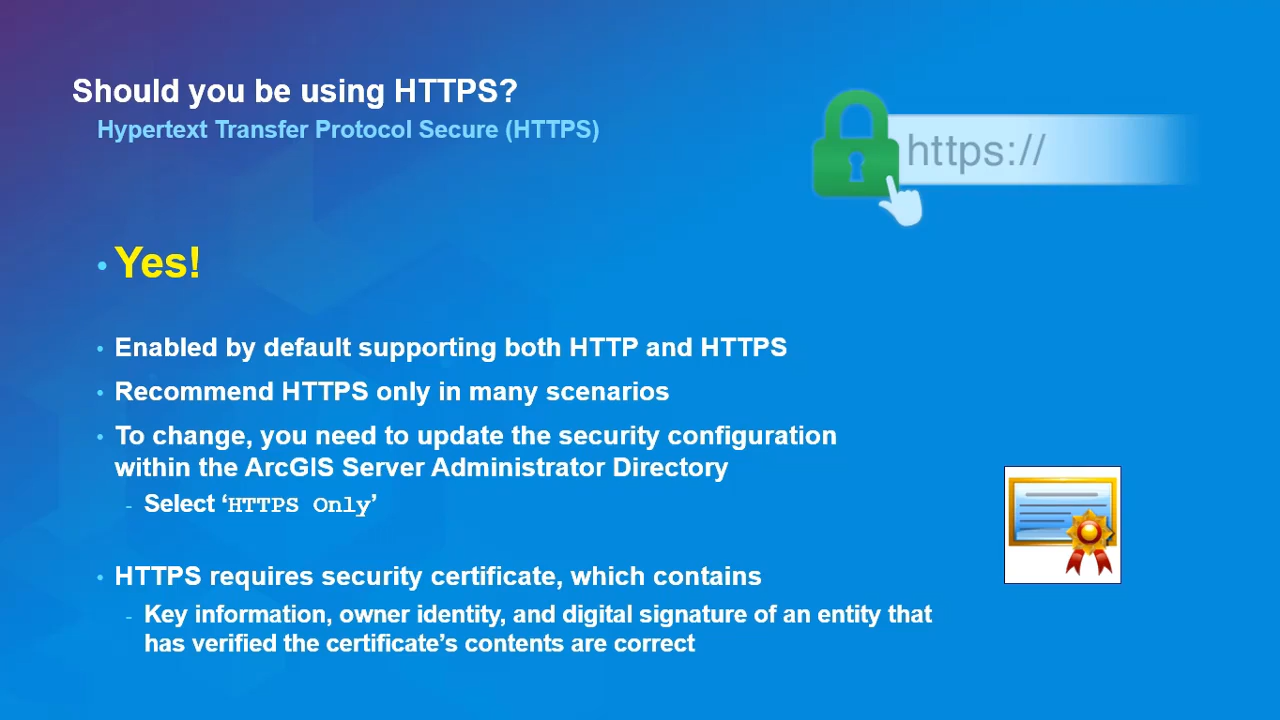 Should you be using HTTPS?
Hypertext Transfer Protocol Secure (HTTPS)
https://
• Yes!
• Enabled by default supporting both HTTP and HTTPS
• Recommend HTTPS only in many scenarios
• To change, you need to update the security configuration
within the ArcGIS Server Administrator Directory
- Select ‘HTTPS Only’
• HTTPS requires security certificate, which contains
- Key information, owner identity, and digital signature of an entity that
has verified the certificate’s contents are correct